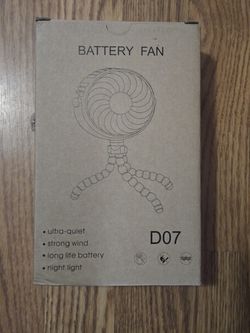 BATTERY FAN
• ultra-quiet
• strong wind
• long life battery
• night light
D07